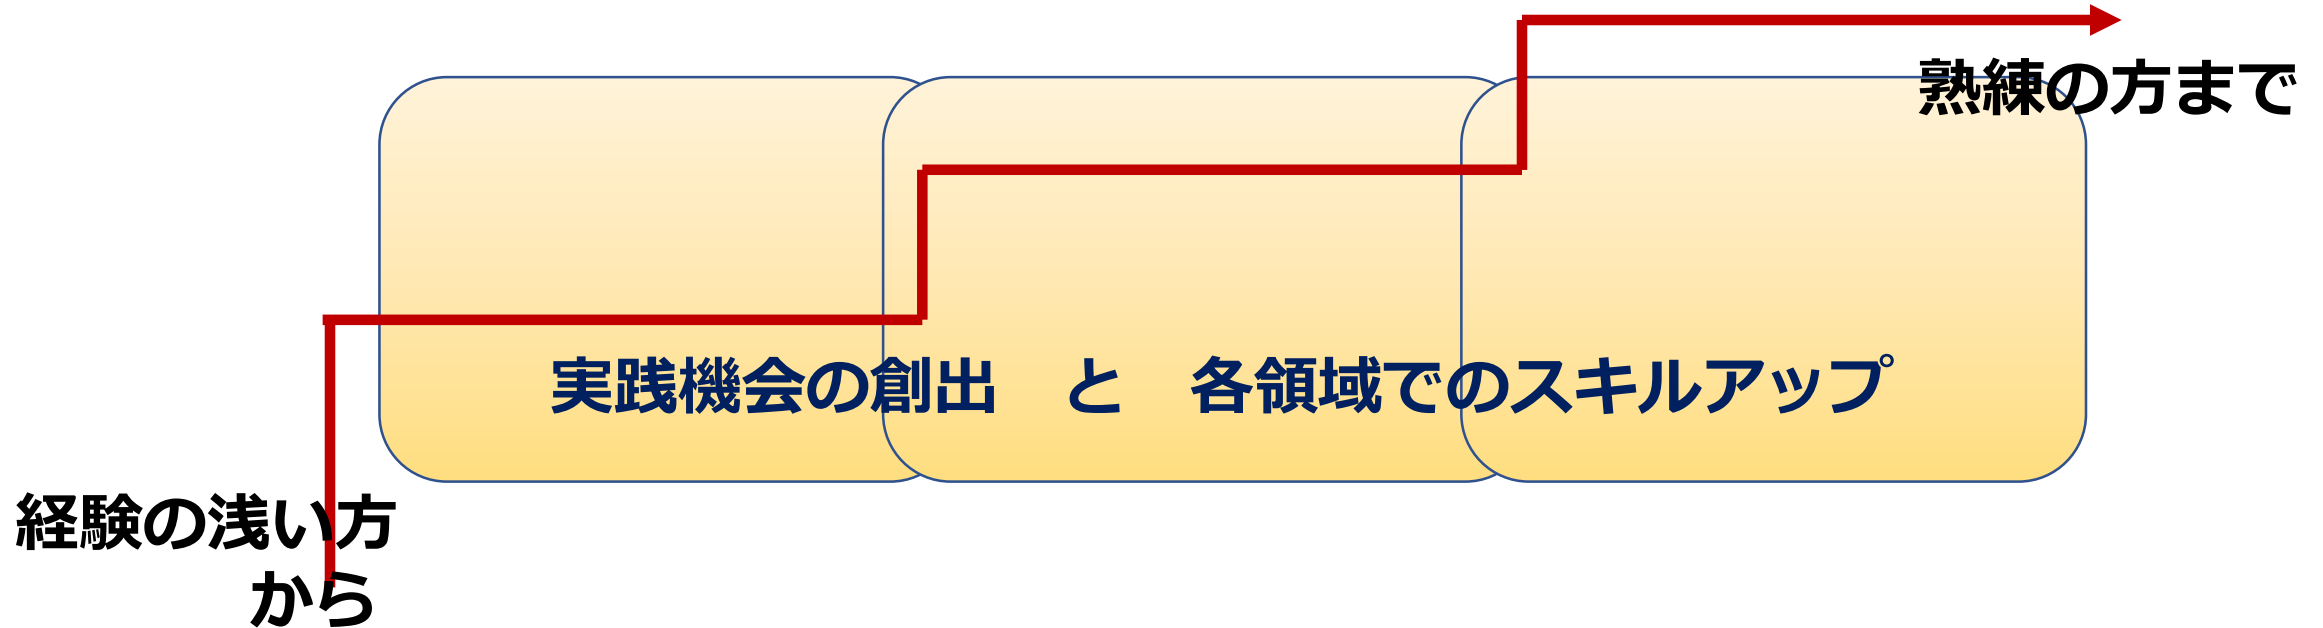 熟練の方まで
実践機会の創出　と　各領域でのスキルアップ
経験の浅い方
から